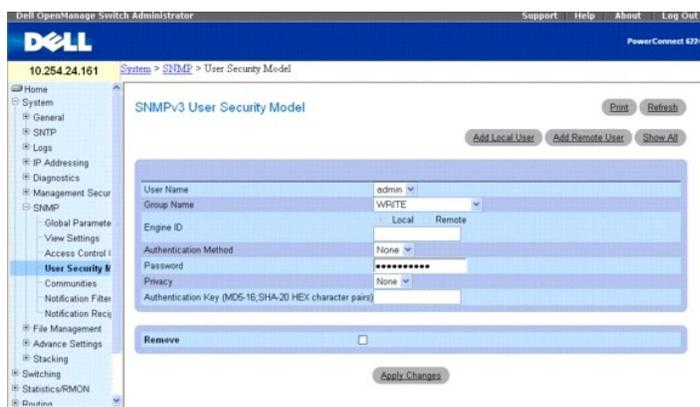 Dell OpenManage Switch Administrator
Support Help About Log Out
DELL
PowerConnect 622
10.254.24.161
System > SNMP > User Security Model
Home
System
General
SNTP
Logs
IP Addressing
Diagnostics
Management Secur
SNMP
Global Paramete
View Settings
Access Control
User Security M
Communities
Notification Filter
Notification Recip
File Management
Advance Settings
Stacking
Switching
Statistics/RMON
Routing
SNMPv3 User Security Model
Print Refresh
Add Local User Add Remote User Show All
User Name admin
Group Name WRITE
Engine ID Local Remote
Authentication Method None
Password ••••••••••
Privacy None
Authentication Key (MD5-16;SHA-20 HEX character pairs)
Remove
Apply Changes